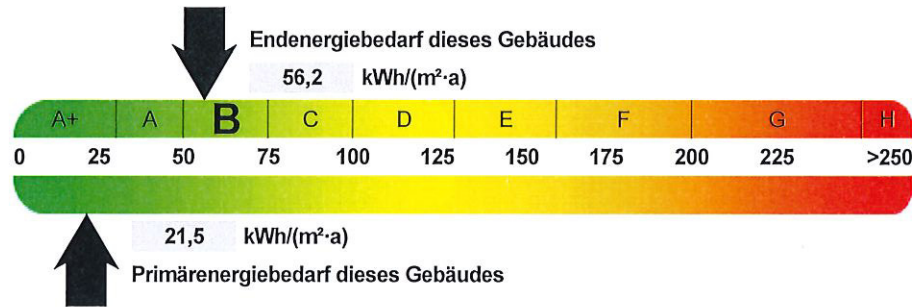 Endenergiebedarf dieses Gebäudes
56,2 kWh/(m²·a)
A+ A B C D E F G H
0 25 50 75 100 125 150 175 200 225 >250
21,5 kWh/(m²·a)
Primärenergiebedarf dieses Gebäudes